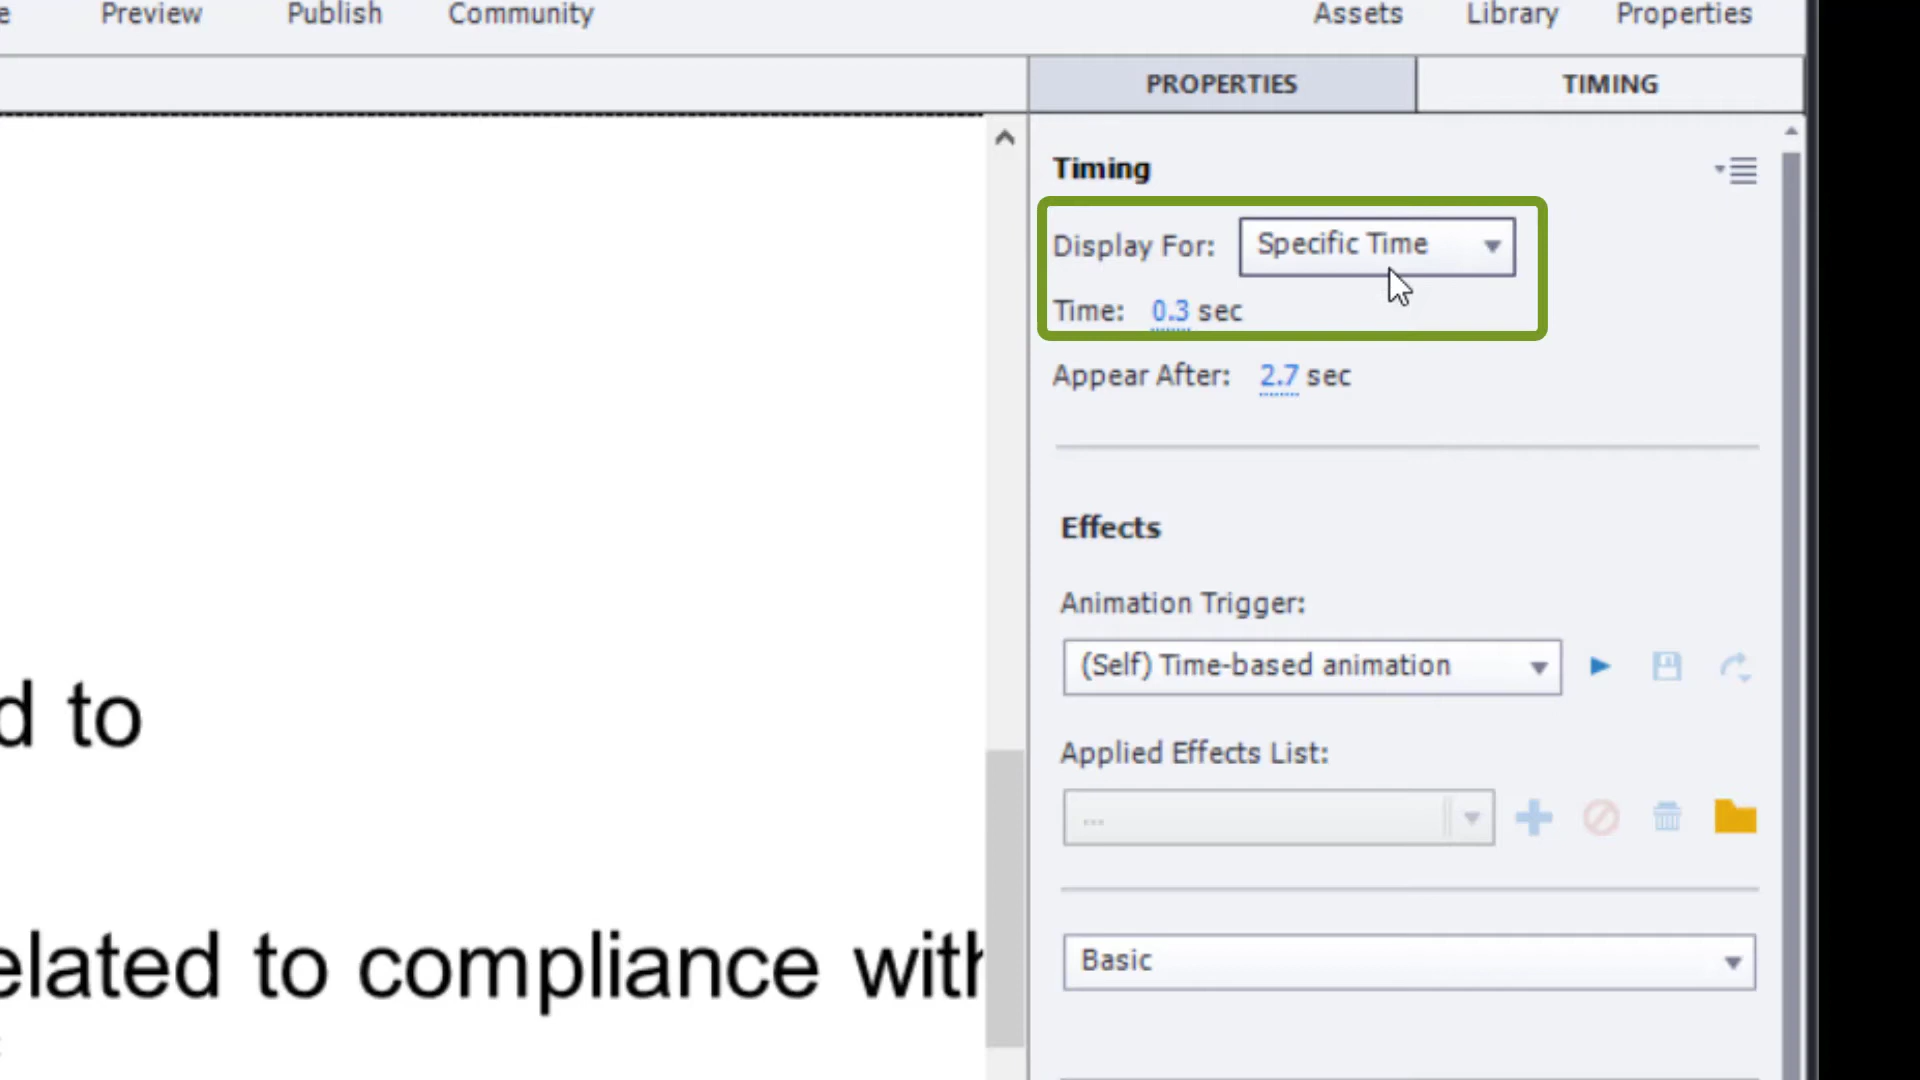 Preview Publish Community Assets Library Properties
PROPERTIES TIMING
Timing
Display For: Specific Time
Time: 0.3 sec
Appear After: 2.7 sec
Effects
Animation Trigger:
(Self) Time-based animation
d to
Applied Effects List:
...
elated to compliance with
Basic